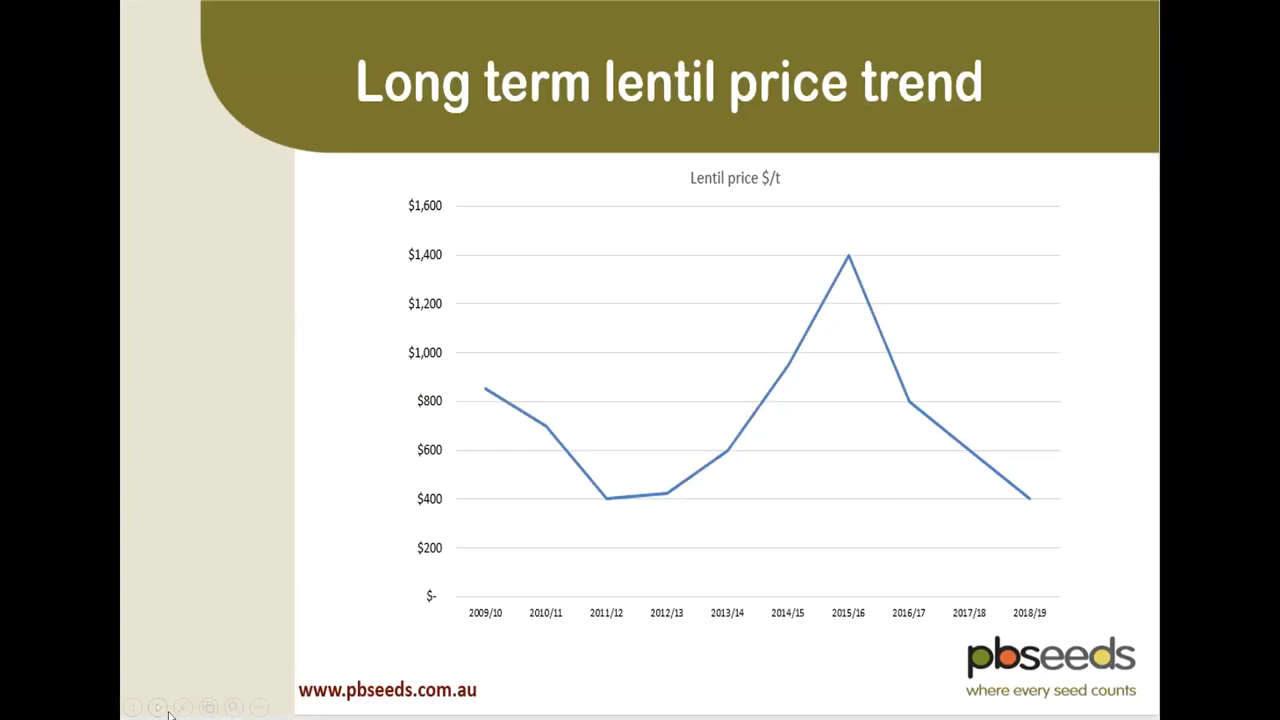 Long term lentil price trend
Lentil price $/t
$1,600
$1,400
$1,200
$1,000
$800
$600
$400
$200
$-
2009/10 2010/11 2011/12 2012/13 2013/14 2014/15 2015/16 2016/17 2017/18 2018/19
pbseeds
where every seed counts
www.pbseeds.com.au